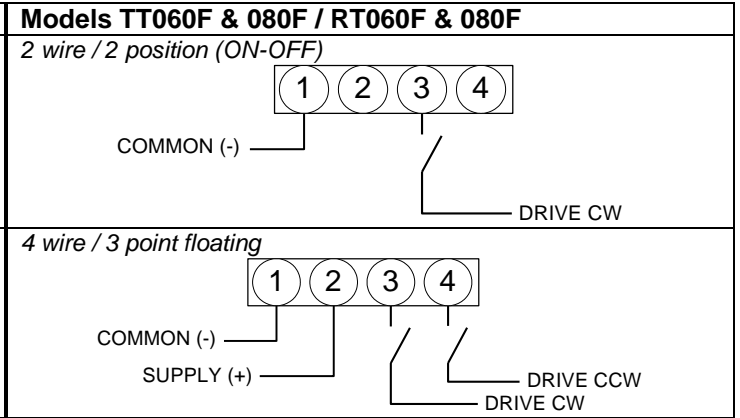 Models TT060F & 080F / RT060F & 080F
2 wire / 2 position (ON-OFF)
1 2 3 4
COMMON (-)
DRIVE CW
4 wire / 3 point floating
1 2 3 4
COMMON (-)
SUPPLY (+)
DRIVE CCW
DRIVE CW